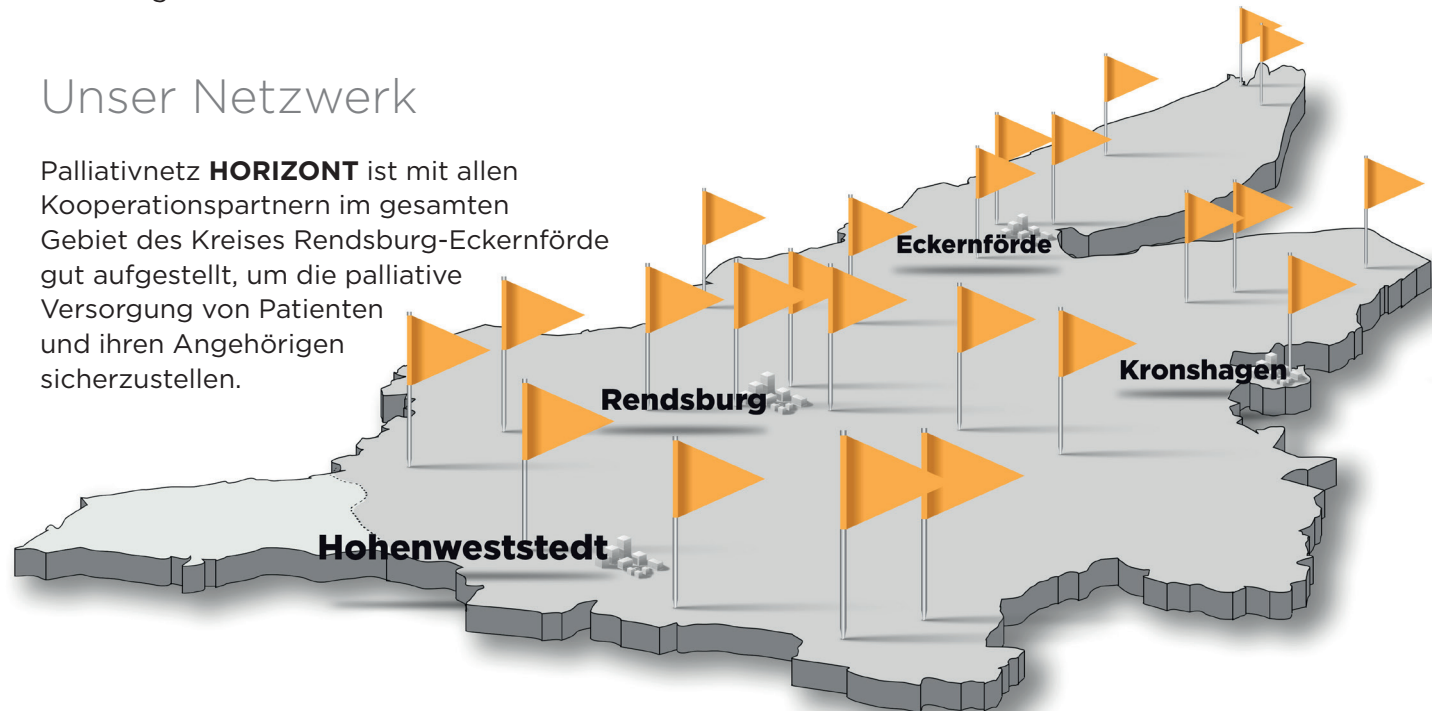 Unser Netzwerk
Palliativnetz HORIZONT ist mit allen
Kooperationspartnern im gesamten
Gebiet des Kreises Rendsburg-Eckernförde
gut aufgestellt, um die palliative
Versorgung von Patienten
und ihren Angehörigen
sicherzustellen.
Eckernförde
Kronshagen
Rendsburg
Hohenweststedt